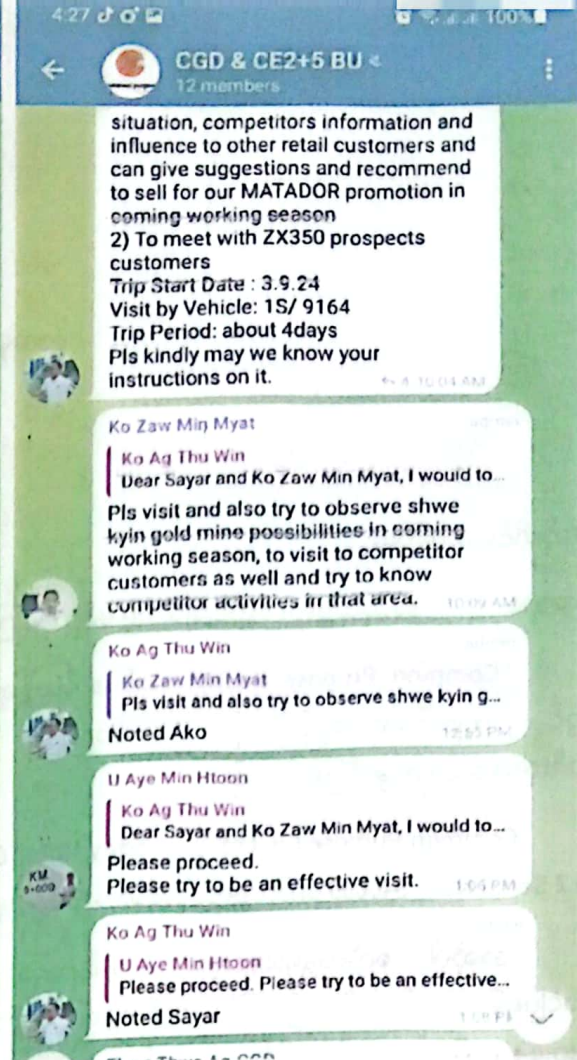 4:27
100%
CGD & CE2+5 BU
12 members
situation, competitors information and
influence to other retail customers and
can give suggestions and recommend
to sell for our MATADOR promotion in
coming working season
2) To meet with ZX350 prospects
customers
Trip Start Date : 3.9.24
Visit by Vehicle: 1S/ 9164
Trip Period: about 4days
Pls kindly may we know your
instructions on it.
4 10:04 AM
Ko Zaw Min Myat
Ko Ag Thu Win
Dear Sayar and Ko Zaw Min Myat, I would to...
Pls visit and also try to observe shwe
kyin gold mine possibilities in coming
working season, to visit to competitor
customers as well and try to know
competitor activities in that area.
10:09 AM
Ko Ag Thu Win
Ko Zaw Min Myat
Pls visit and also try to observe shwe kyin g...
Noted Ako
PM
U Aye Min Htoon
Ko Ag Thu Win
Dear Sayar and Ko Zaw Min Myat, I would to...
KM
Please proceed.
Please try to be an effective visit.
1:06 PM
Ko Ag Thu Win
U Aye Min Htoon
Please proceed. Please try to be an effective...
Noted Sayar